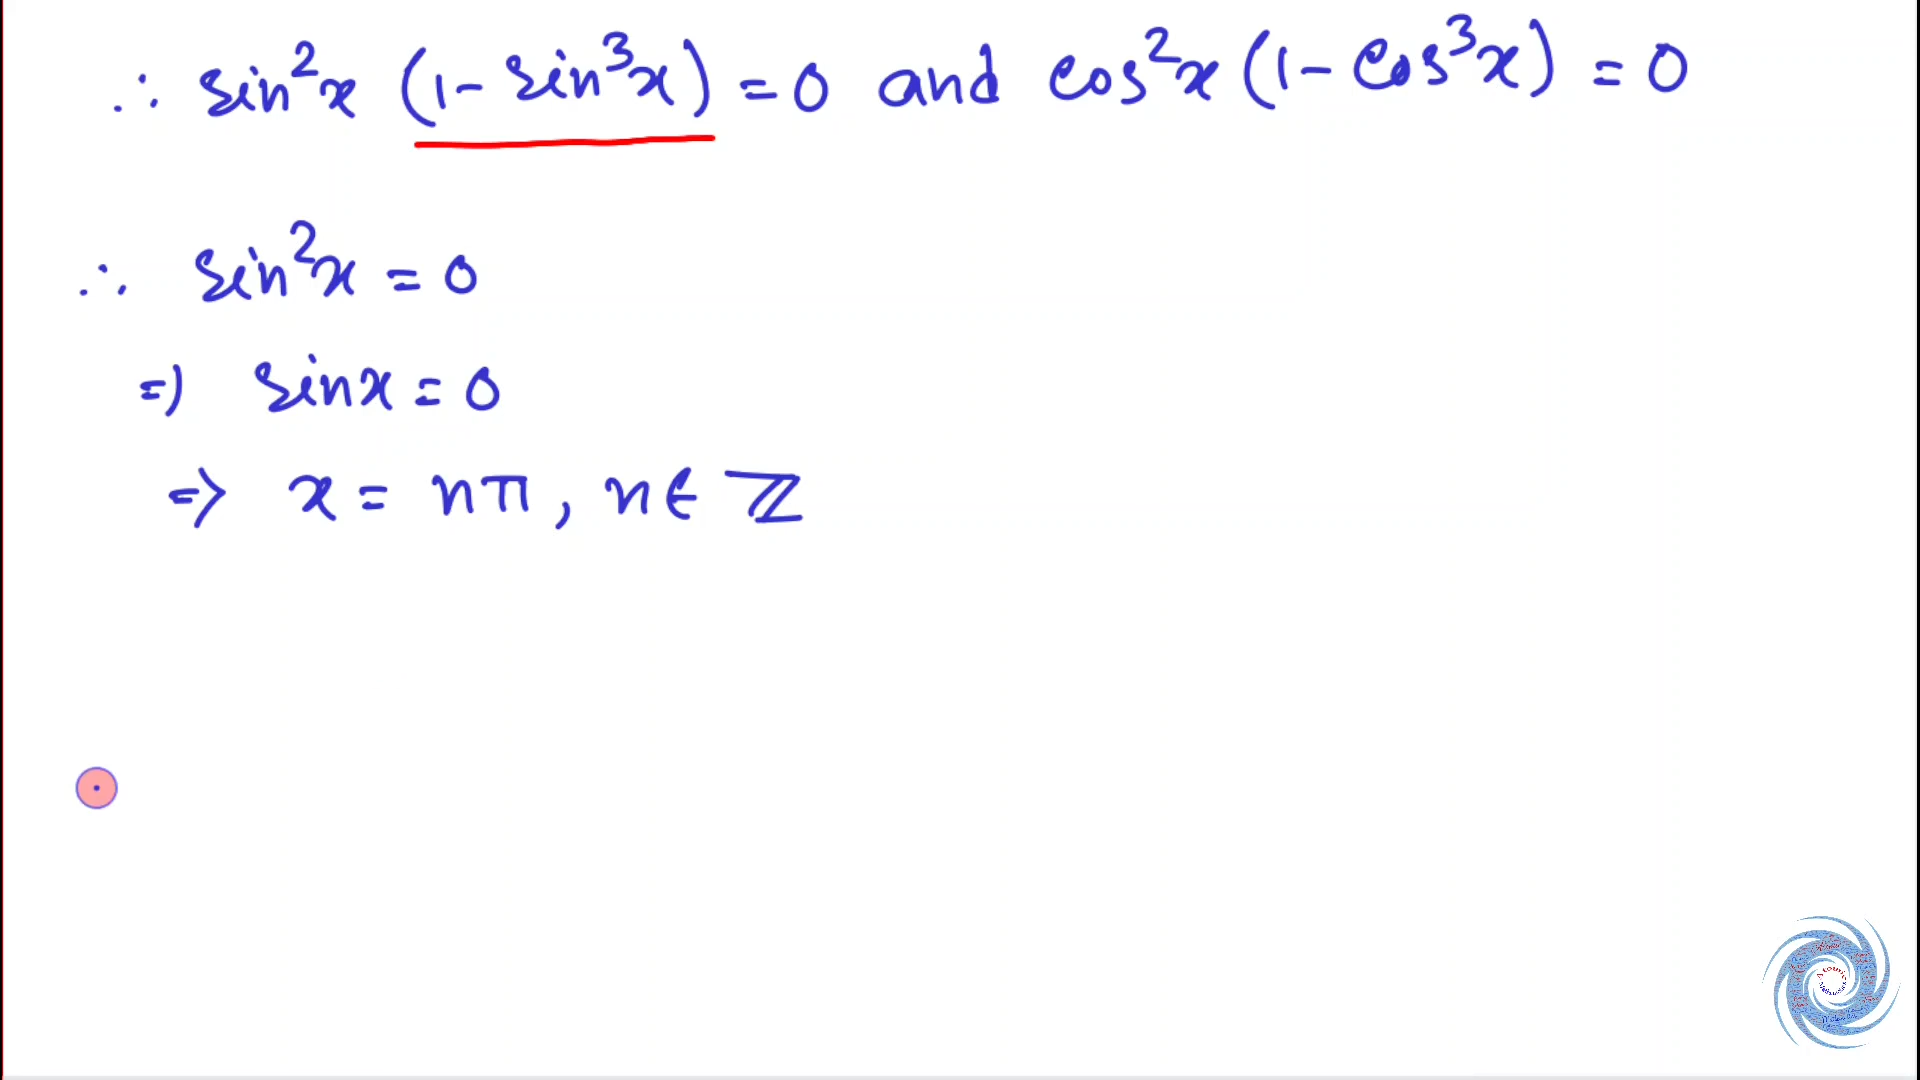 ∴ sin²x (1 - sin³x) = 0 and cos²x (1 - cos³x) = 0
∴ sin²x = 0
⇒ sinx = 0
⇒ x = nπ, n ∈ ℤ